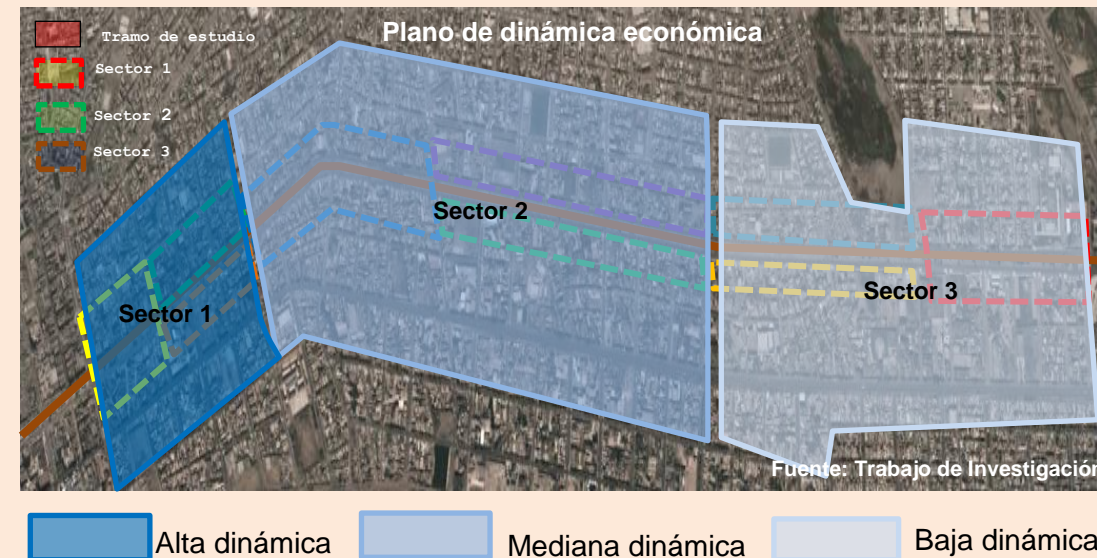 Plano de dinámica económica
Tramo de estudio
Sector 1
Sector 2
Sector 3
Sector 1
Sector 2
Sector 3
Fuente: Trabajo de Investigación
Alta dinámica
Mediana dinámica
Baja dinámica